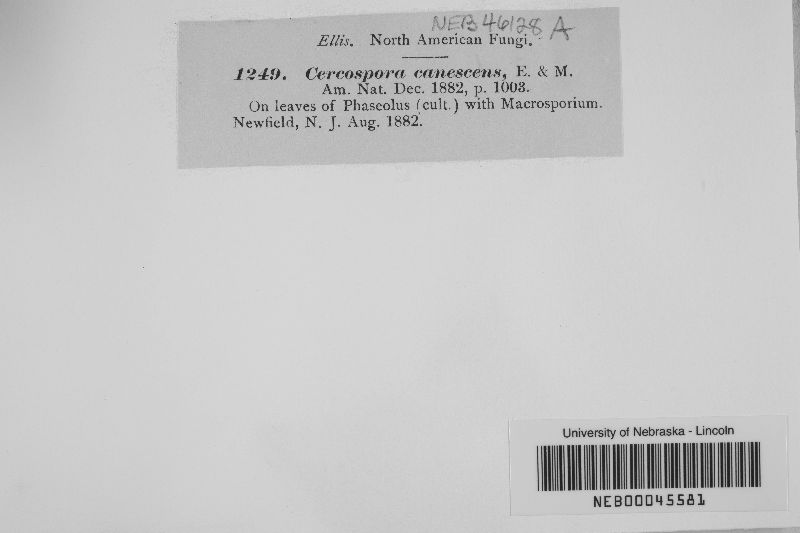 NEB 46128 A
Ellis. North American Fungi.
1249. Cercospora canescens, E. & M.
Am. Nat. Dec. 1882, p. 1003.
On leaves of Phaseolus (cult.) with Macrosporium.
Newfield, N. J. Aug. 1882.
University of Nebraska - Lincoln
NEB00045581